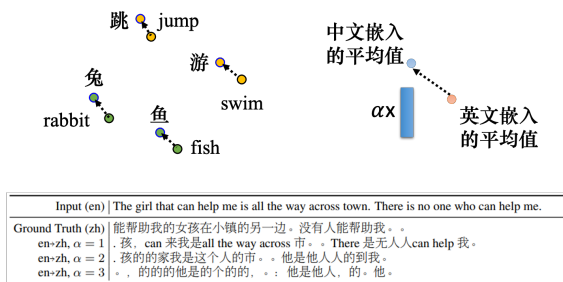 跳 jump
游
swim
兔
rabbit
鱼
fish
中文嵌入
的平均值
αx
英文嵌入
的平均值
Input (en) | The girl that can help me is all the way across town. There is no one who can help me.
Ground Truth (zh) | 能帮助我的女孩在小镇的另一边。没有人能帮助我。。
en→zh, α = 1 | . 孩，can 来我是all the way across 市。。There 是无人人can help 我。
en→zh, α = 2 | . 孩的的家我是这个人的市。。他是他人人的到我。
en→zh, α = 3 | 。，的的的他是的个的的，。：他是他人，的。他。